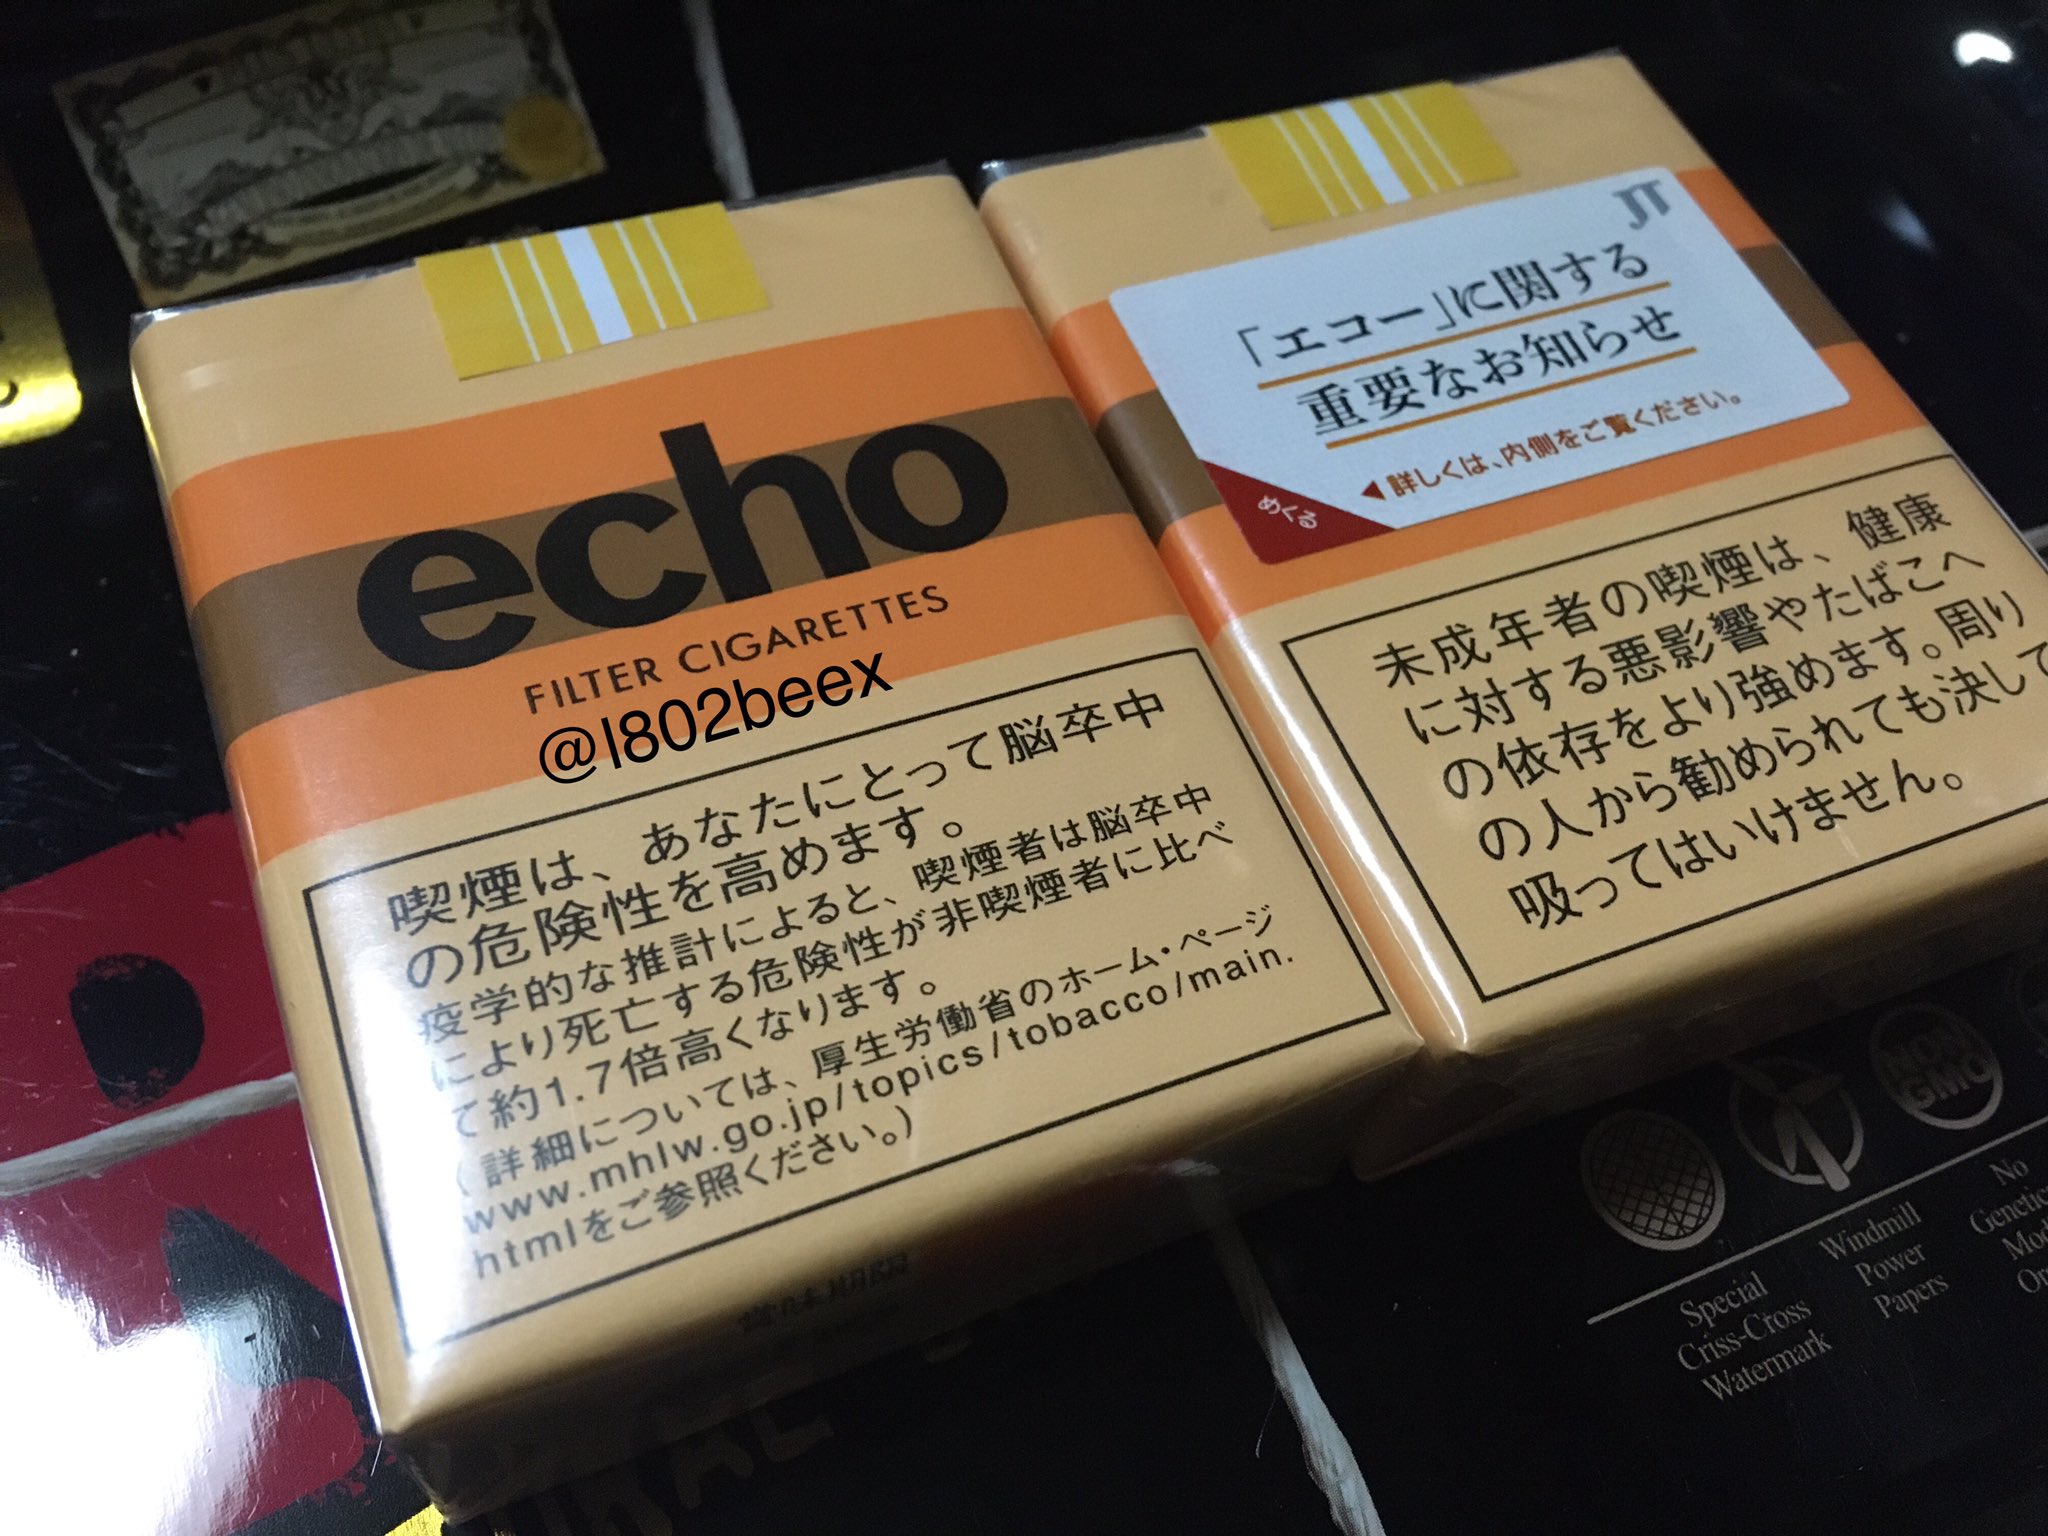 echo
FILTER CIGARETTES
@l802beex
喫煙は、あなたにとって脳卒中
の危険性を高めます。
疫学的な推計によると、喫煙者は脳卒中
により死亡する危険性が非喫煙者に比べ
て約1.7倍高くなります。
(詳細については、厚生労働省のホーム・ページ
www.mhlw.go.jp/topics/tobacco/main.
htmlをご参照ください。)
JT
「エコー」に関する
重要なお知らせ
◀詳しくは、内側をご覧ください。
めくる
未成年者の喫煙は、健康
に対する悪影響やたばこへ
の依存をより強めます。周り
の人から勧められても決して
吸ってはいけません。
NON
GMO
Special
Criss-Cross
Watermark
Windmill
Power
Papers
No